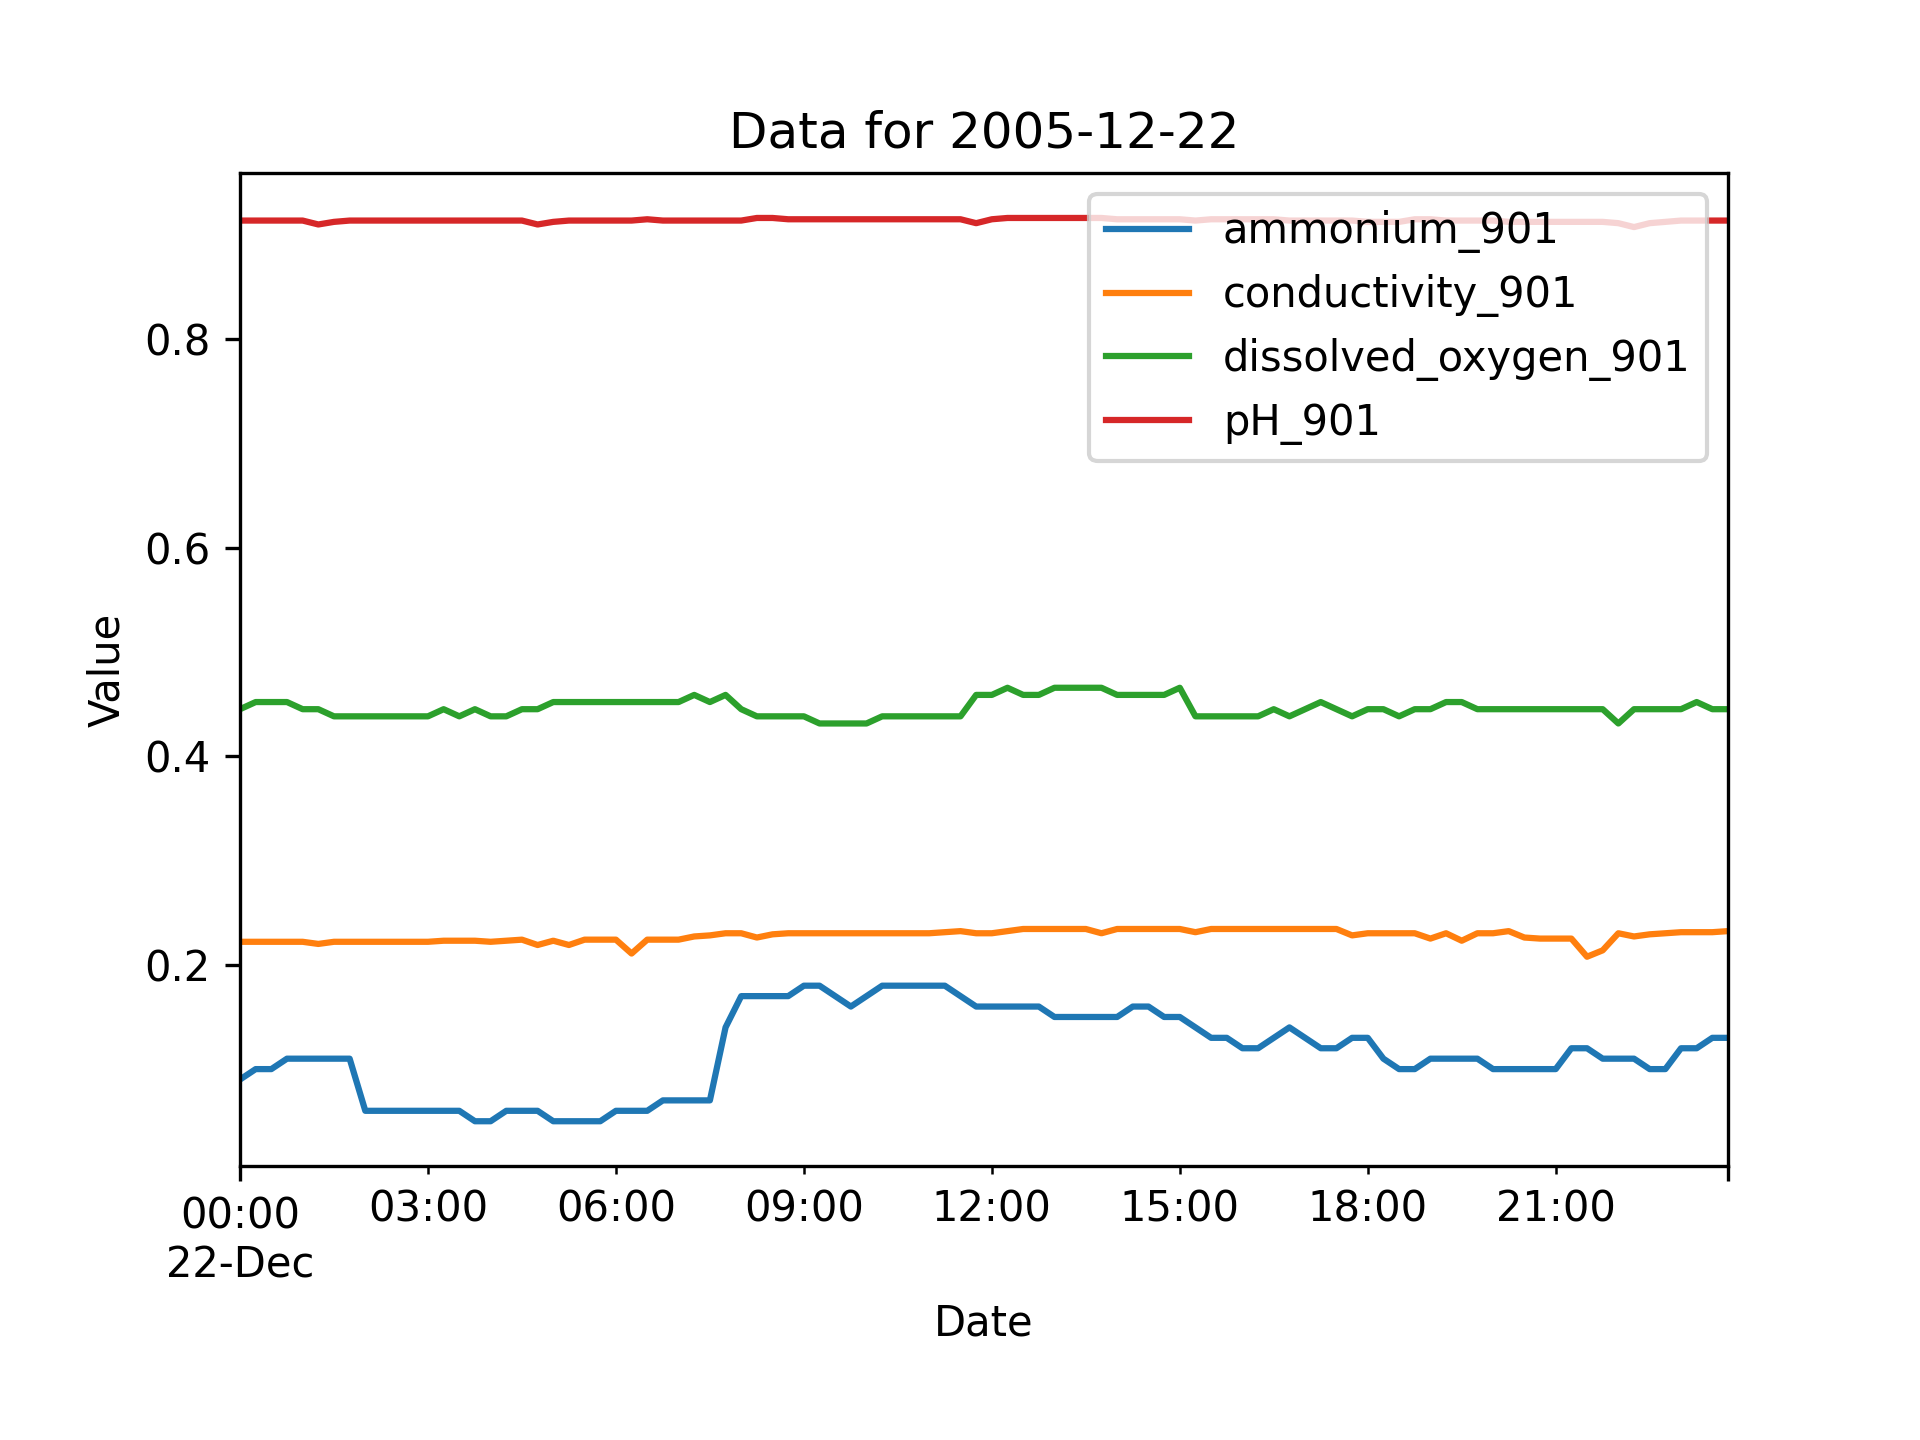 Data for 2005-12-22
ammonium_901
conductivity_901
dissolved_oxygen_901
pH_901
Value
0.8
0.6
0.4
0.2
00:00 03:00 06:00 09:00 12:00 15:00 18:00 21:00
22-Dec
Date